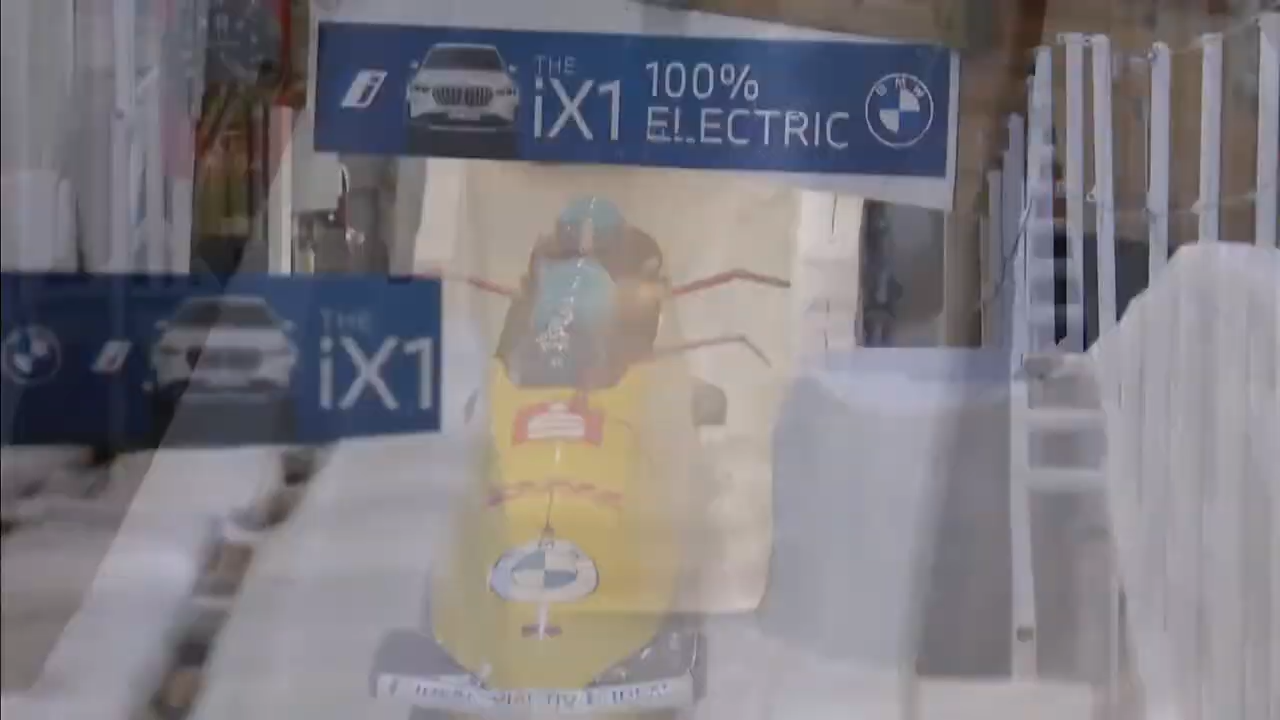 THE
iX1
100%
ELECTRIC
BMW
THE
iX1